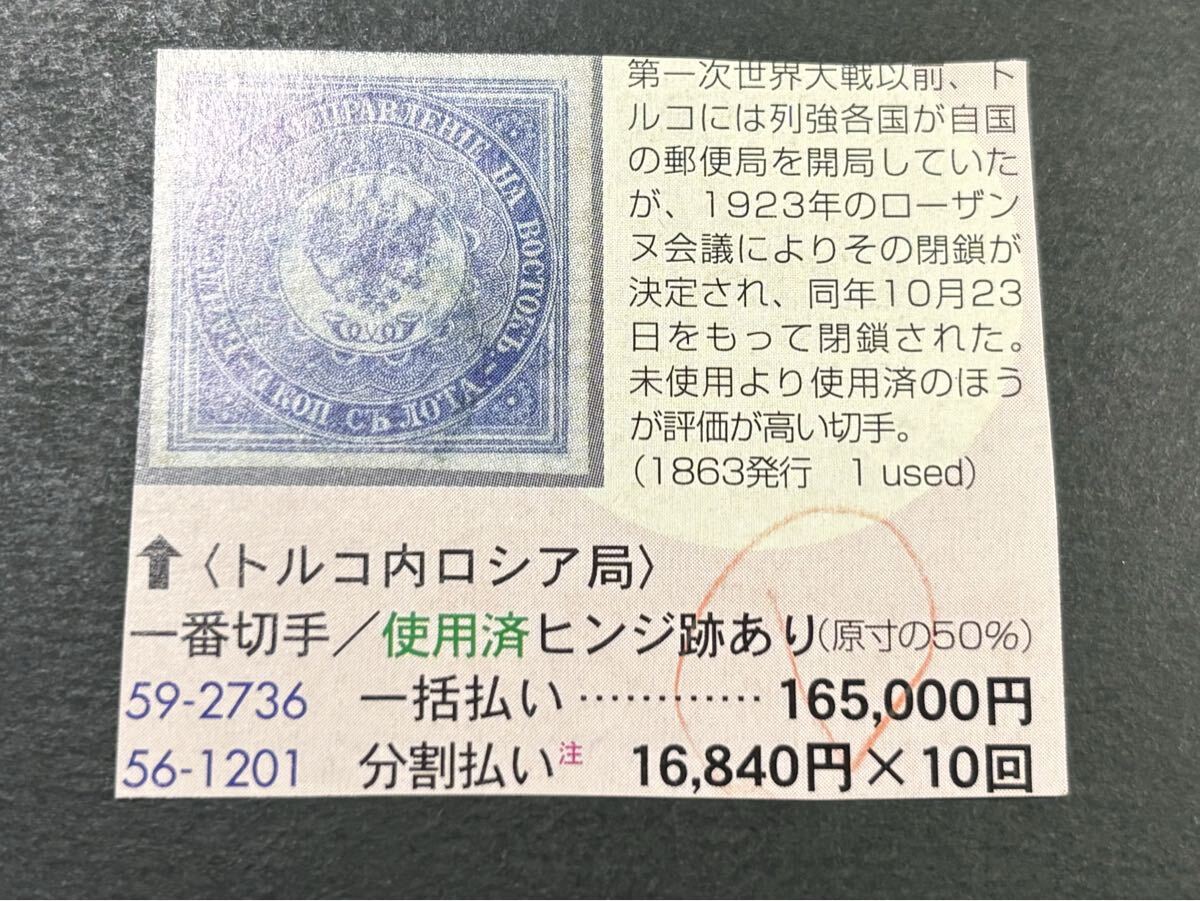 ПРАВЛЕНІЕ НА ВОСТОКЪ.
КОП СЪ ЛОТА -
第一次世界大戦以前、ト
ルコには列強各国が自国
の郵便局を開局していた
が、1923年のローザン
ヌ会議によりその閉鎖が
決定され、同年10月23
日をもって閉鎖された。
未使用より使用済のほう
が評価が高い切手。
（1863発行　1 used）
⬆〈トルコ内ロシア局〉
一番切手／使用済ヒンジ跡あり（原寸の50%）
59-2736　一括払い…………165,000円
56-1201　分割払い注　16,840円×10回